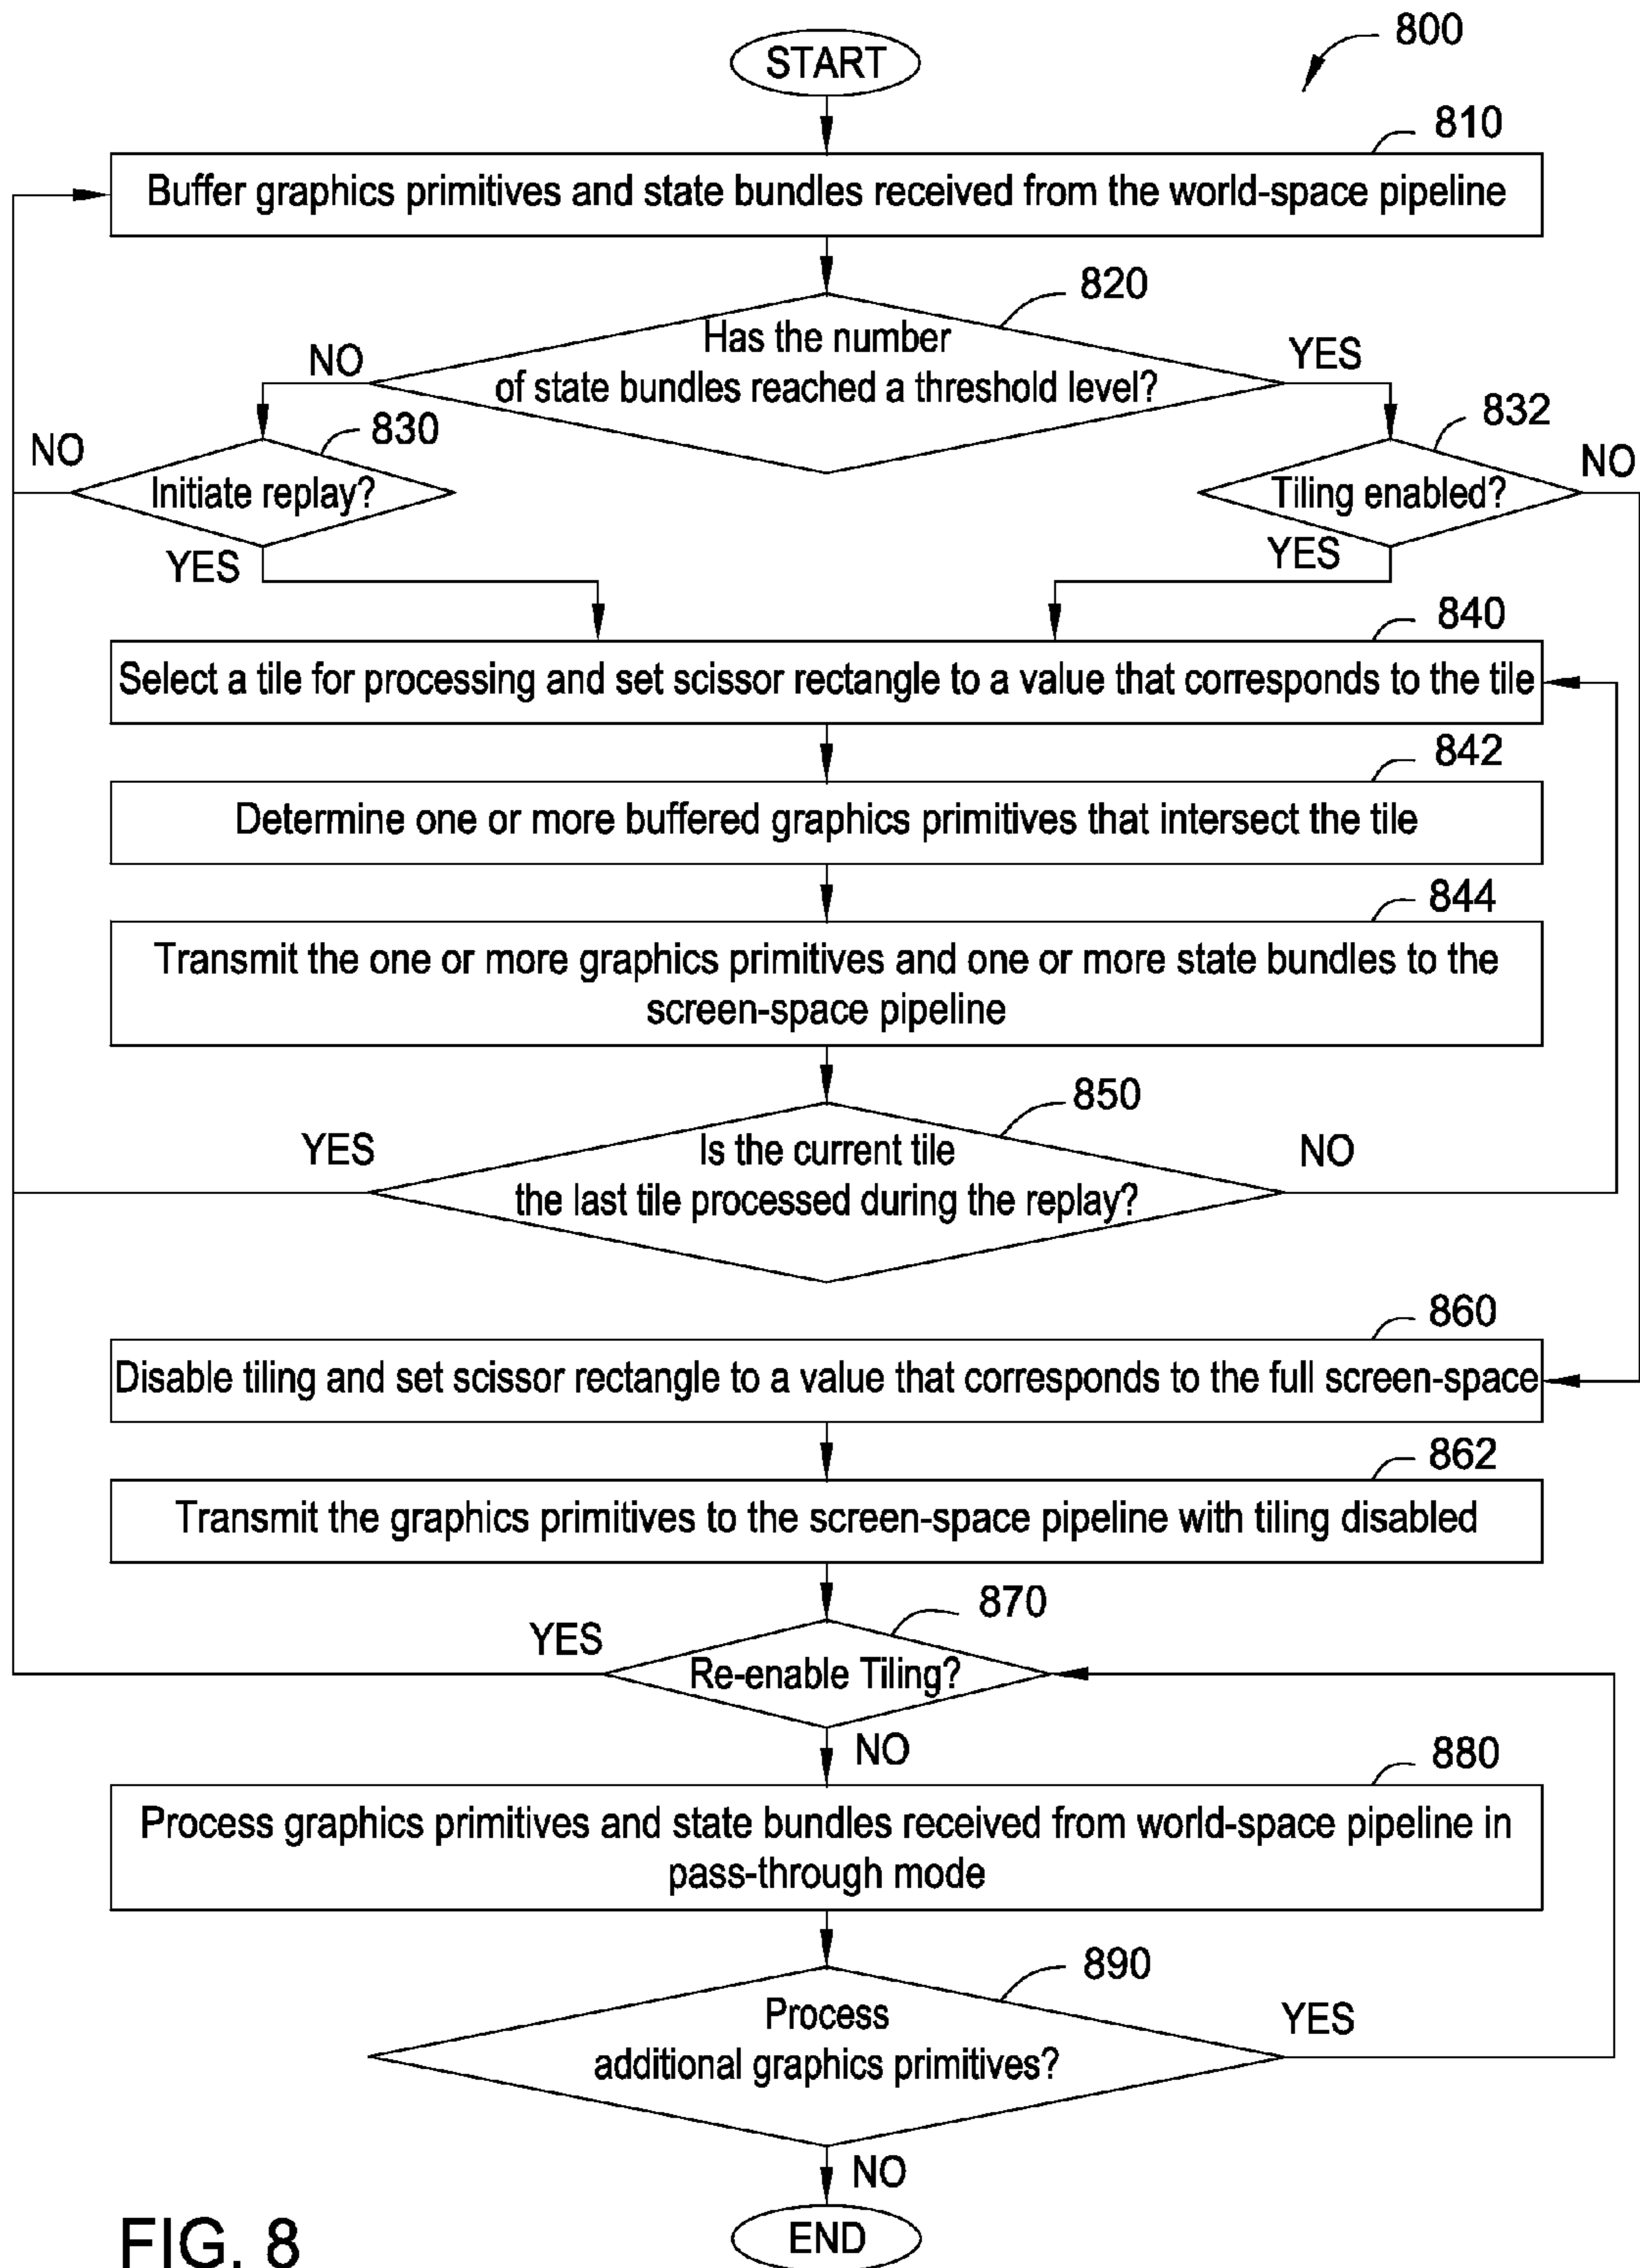 800
START
810
Buffer graphics primitives and state bundles received from the world-space pipeline
820
Has the number
of state bundles reached a threshold level?
NO
YES
830
832
NO
Initiate replay?
Tiling enabled?
NO
YES
YES
840
Select a tile for processing and set scissor rectangle to a value that corresponds to the tile
842
Determine one or more buffered graphics primitives that intersect the tile
844
Transmit the one or more graphics primitives and one or more state bundles to the
screen-space pipeline
850
YES
Is the current tile
the last tile processed during the replay?
NO
860
Disable tiling and set scissor rectangle to a value that corresponds to the full screen-space
862
Transmit the graphics primitives to the screen-space pipeline with tiling disabled
870
YES
Re-enable Tiling?
NO
880
Process graphics primitives and state bundles received from world-space pipeline in
pass-through mode
890
Process
additional graphics primitives?
YES
NO
END
FIG. 8